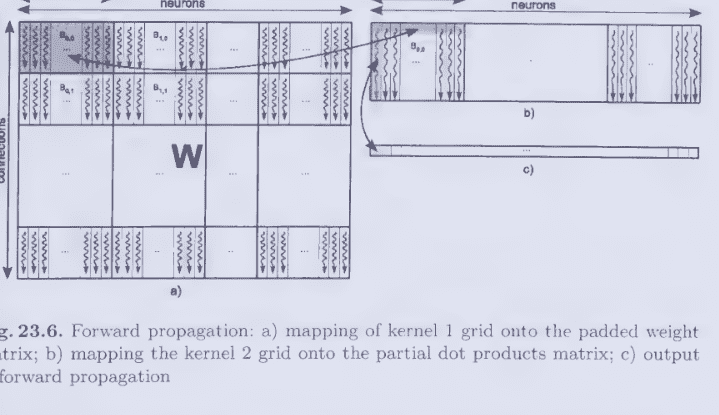 neurons
neurons
B0,0
...
B1,0
...
...
...
B0,0
...
...
...
B0,1
...
B1,1
...
...
...
b)
connections
W
...
...
...
...
...
c)
...
...
...
...
a)
g. 23.6. Forward propagation: a) mapping of kernel 1 grid onto the padded weight
atrix; b) mapping the kernel 2 grid onto the partial dot products matrix; c) output
forward propagation